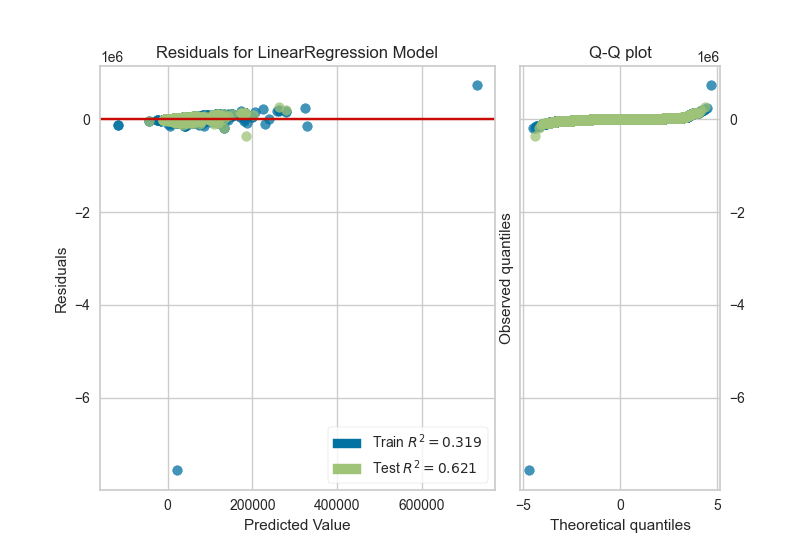 Residuals for LinearRegression Model
1e6
0
−2
−4
−6
Residuals
0
200000
400000
600000
Predicted Value
Train R² = 0.319
Test R² = 0.621
Q-Q plot
1e6
0
−2
−4
−6
Observed quantiles
−5
0
5
Theoretical quantiles